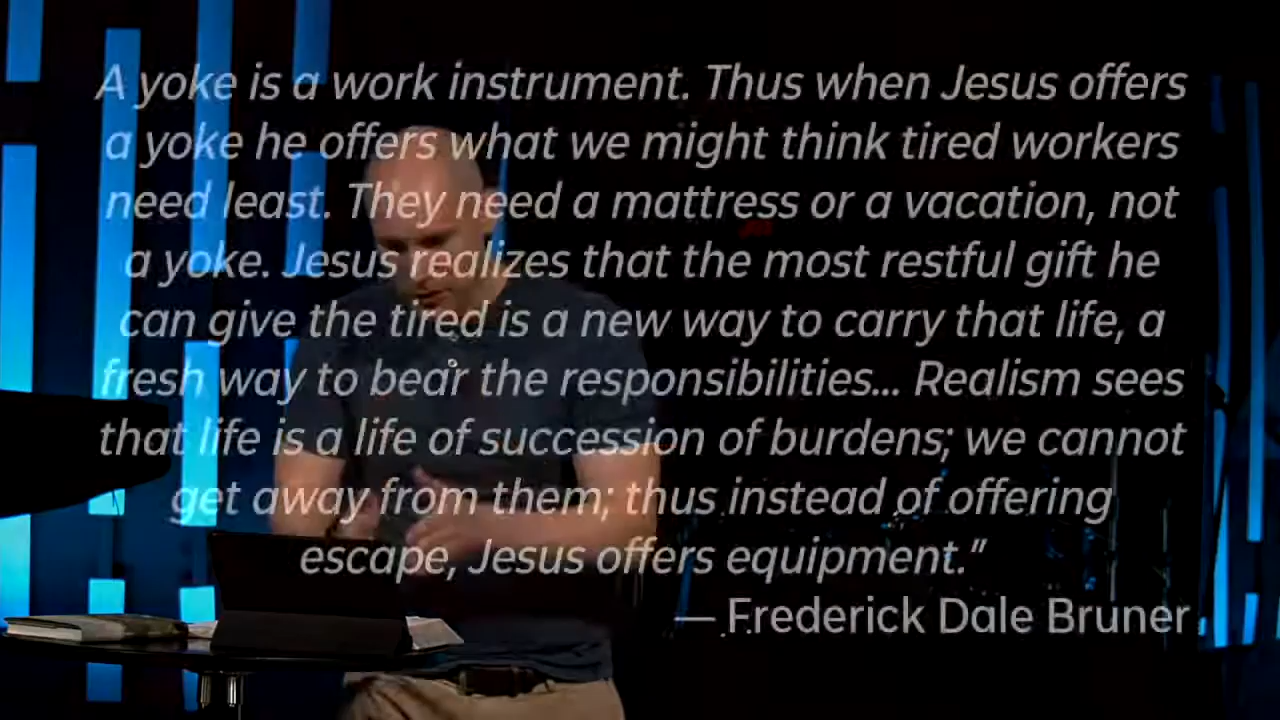 A yoke is a work instrument. Thus when Jesus offers
a yoke he offers what we might think tired workers
need least. They need a mattress or a vacation, not
a yoke. Jesus realizes that the most restful gift he
can give the tired is a new way to carry that life, a
fresh way to bear the responsibilities... Realism sees
that life is a life of succession of burdens; we cannot
get away from them; thus instead of offering
escape, Jesus offers equipment.”
— Frederick Dale Bruner